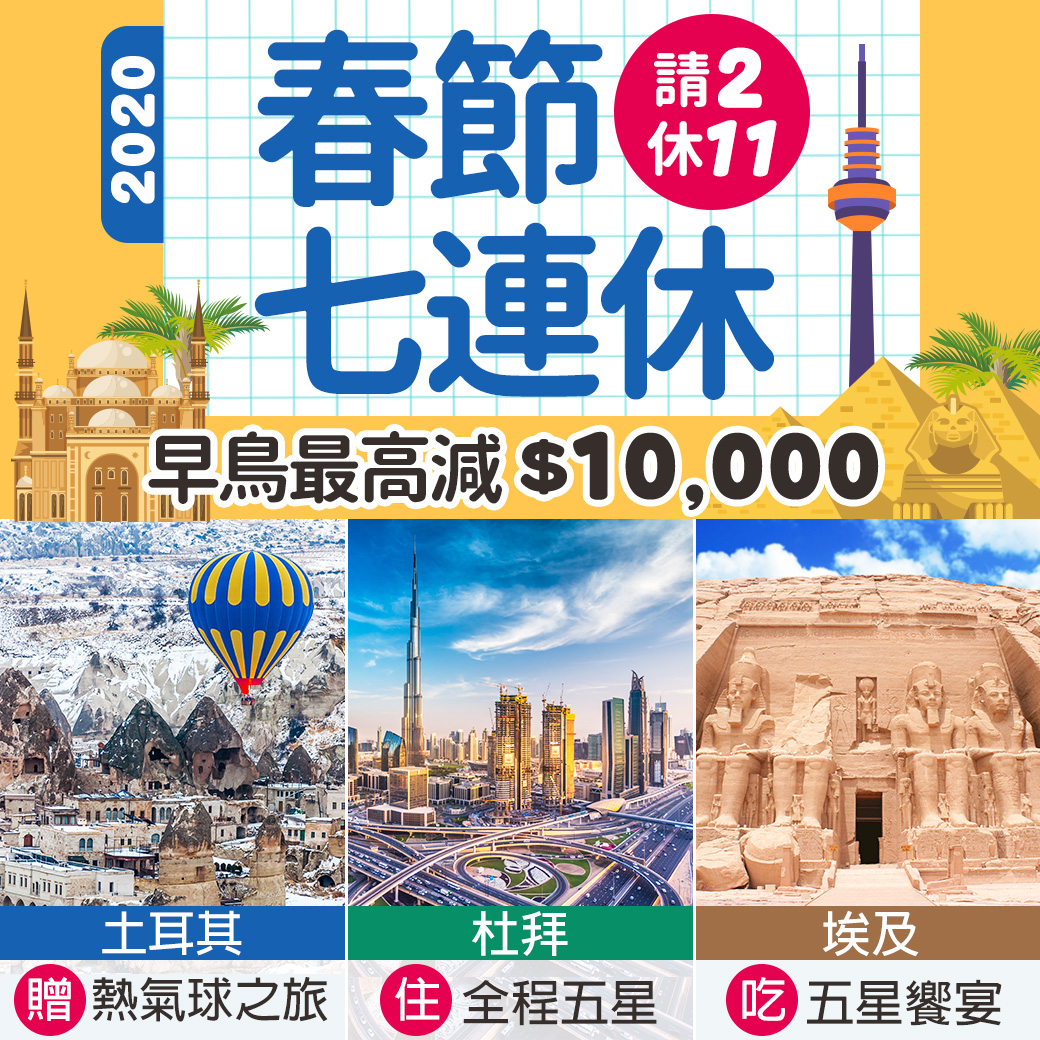 2020
春節
請2
休11
七連休
早鳥最高減 $10,000
土耳其
杜拜
埃及
贈 熱氣球之旅
住 全程五星
吃 五星饗宴